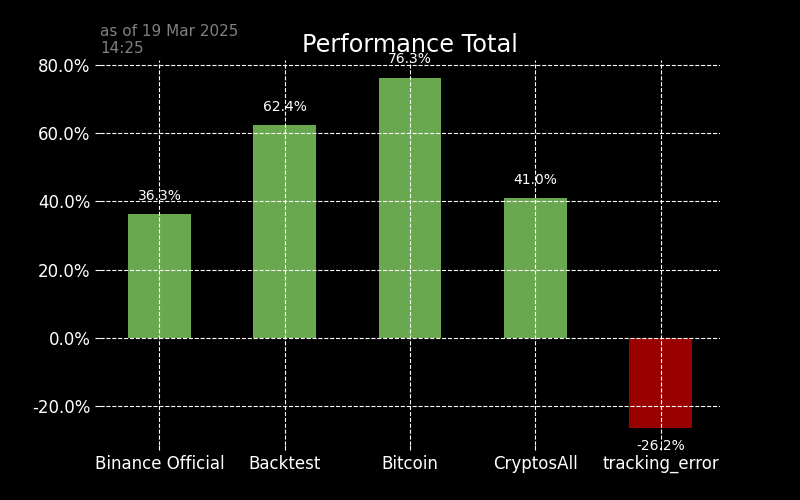 as of 19 Mar 2025
14:25
Performance Total
80.0%
60.0%
40.0%
20.0%
0.0%
-20.0%
36.3%
62.4%
76.3%
41.0%
-26.2%
Binance Official
Backtest
Bitcoin
CryptosAll
tracking_error